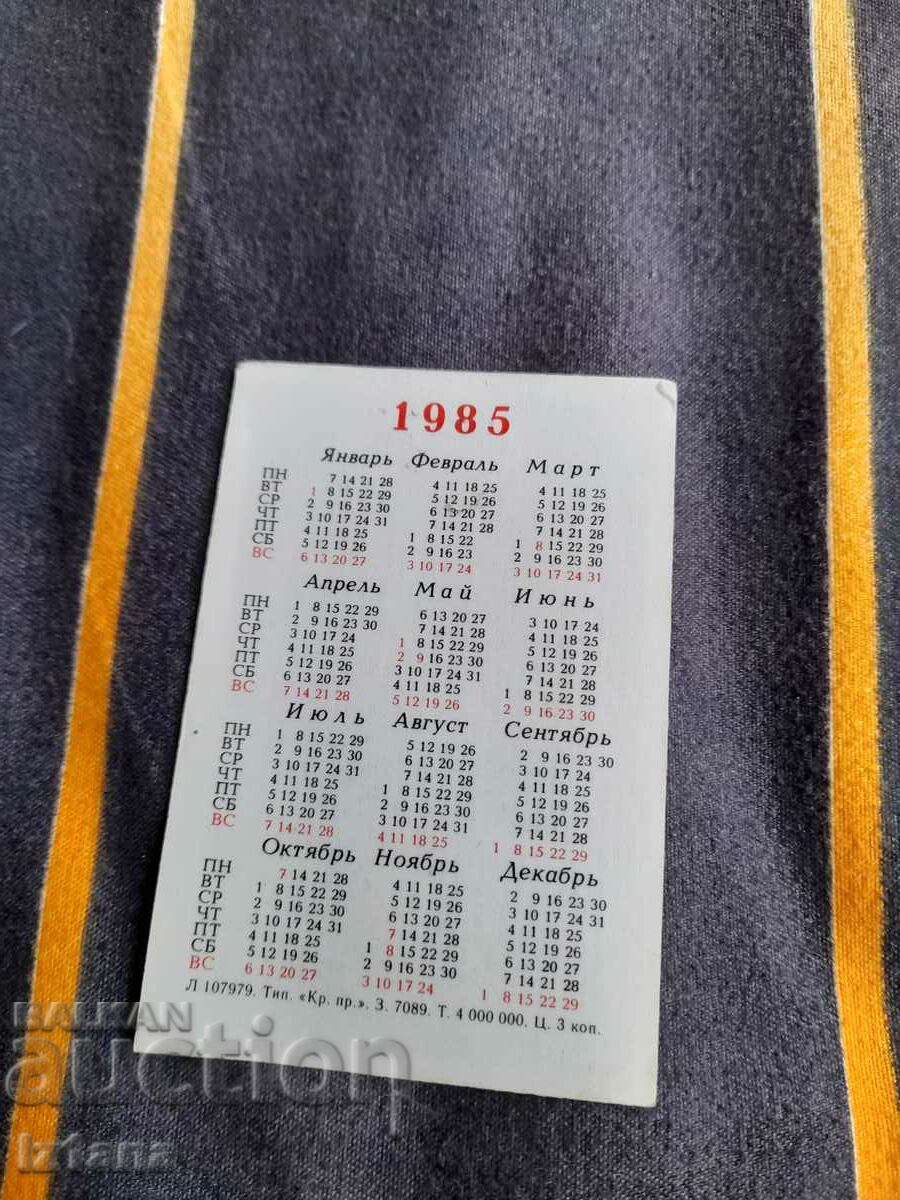 1985
Январь Февраль Март
ПН 7 14 21 28 4 11 18 25 4 11 18 25
ВТ 1 8 15 22 29 5 12 19 26 5 12 19 26
СР 2 9 16 23 30 6 13 20 27 6 13 20 27
ЧТ 3 10 17 24 31 7 14 21 28 7 14 21 28
ПТ 4 11 18 25 1 8 15 22 1 8 15 22 29
СБ 5 12 19 26 2 9 16 23 2 9 16 23 30
ВС 6 13 20 27 3 10 17 24 3 10 17 24 31
Апрель Май Июнь
ПН 1 8 15 22 29 6 13 20 27 3 10 17 24
ВТ 2 9 16 23 30 7 14 21 28 4 11 18 25
СР 3 10 17 24 1 8 15 22 29 5 12 19 26
ЧТ 4 11 18 25 2 9 16 23 30 6 13 20 27
ПТ 5 12 19 26 3 10 17 24 31 7 14 21 28
СБ 6 13 20 27 4 11 18 25 1 8 15 22 29
ВС 7 14 21 28 5 12 19 26 2 9 16 23 30
Июль Август Сентябрь
ПН 1 8 15 22 29 5 12 19 26 2 9 16 23 30
ВТ 2 9 16 23 30 6 13 20 27 3 10 17 24
СР 3 10 17 24 31 7 14 21 28 4 11 18 25
ЧТ 4 11 18 25 1 8 15 22 29 5 12 19 26
ПТ 5 12 19 26 2 9 16 23 30 6 13 20 27
СБ 6 13 20 27 3 10 17 24 31 7 14 21 28
ВС 7 14 21 28 4 11 18 25 1 8 15 22 29
Октябрь Ноябрь Декабрь
ПН 7 14 21 28 4 11 18 25 2 9 16 23 30
ВТ 1 8 15 22 29 5 12 19 26 3 10 17 24 31
СР 2 9 16 23 30 6 13 20 27 4 11 18 25
ЧТ 3 10 17 24 31 7 14 21 28 5 12 19 26
ПТ 4 11 18 25 1 8 15 22 29 6 13 20 27
СБ 5 12 19 26 2 9 16 23 30 7 14 21 28
ВС 6 13 20 27 3 10 17 24 1 8 15 22 29
Л 107979. Тип. «Кр. пр.». З. 7089. Т. 4 000 000. Ц. 3 коп.
BALKAN
auction
Iztana